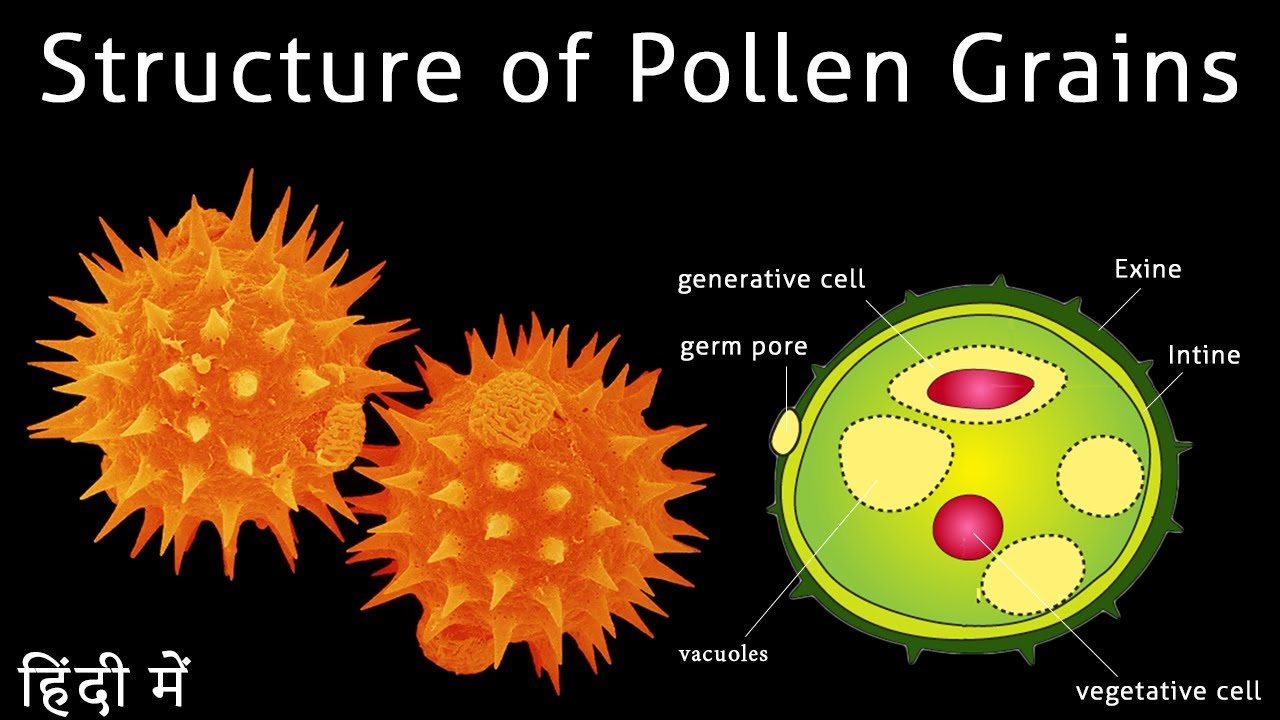 Structure of Pollen Grains
generative cell
Exine
germ pore
Intine
vacuoles
vegetative cell
हिंदी में